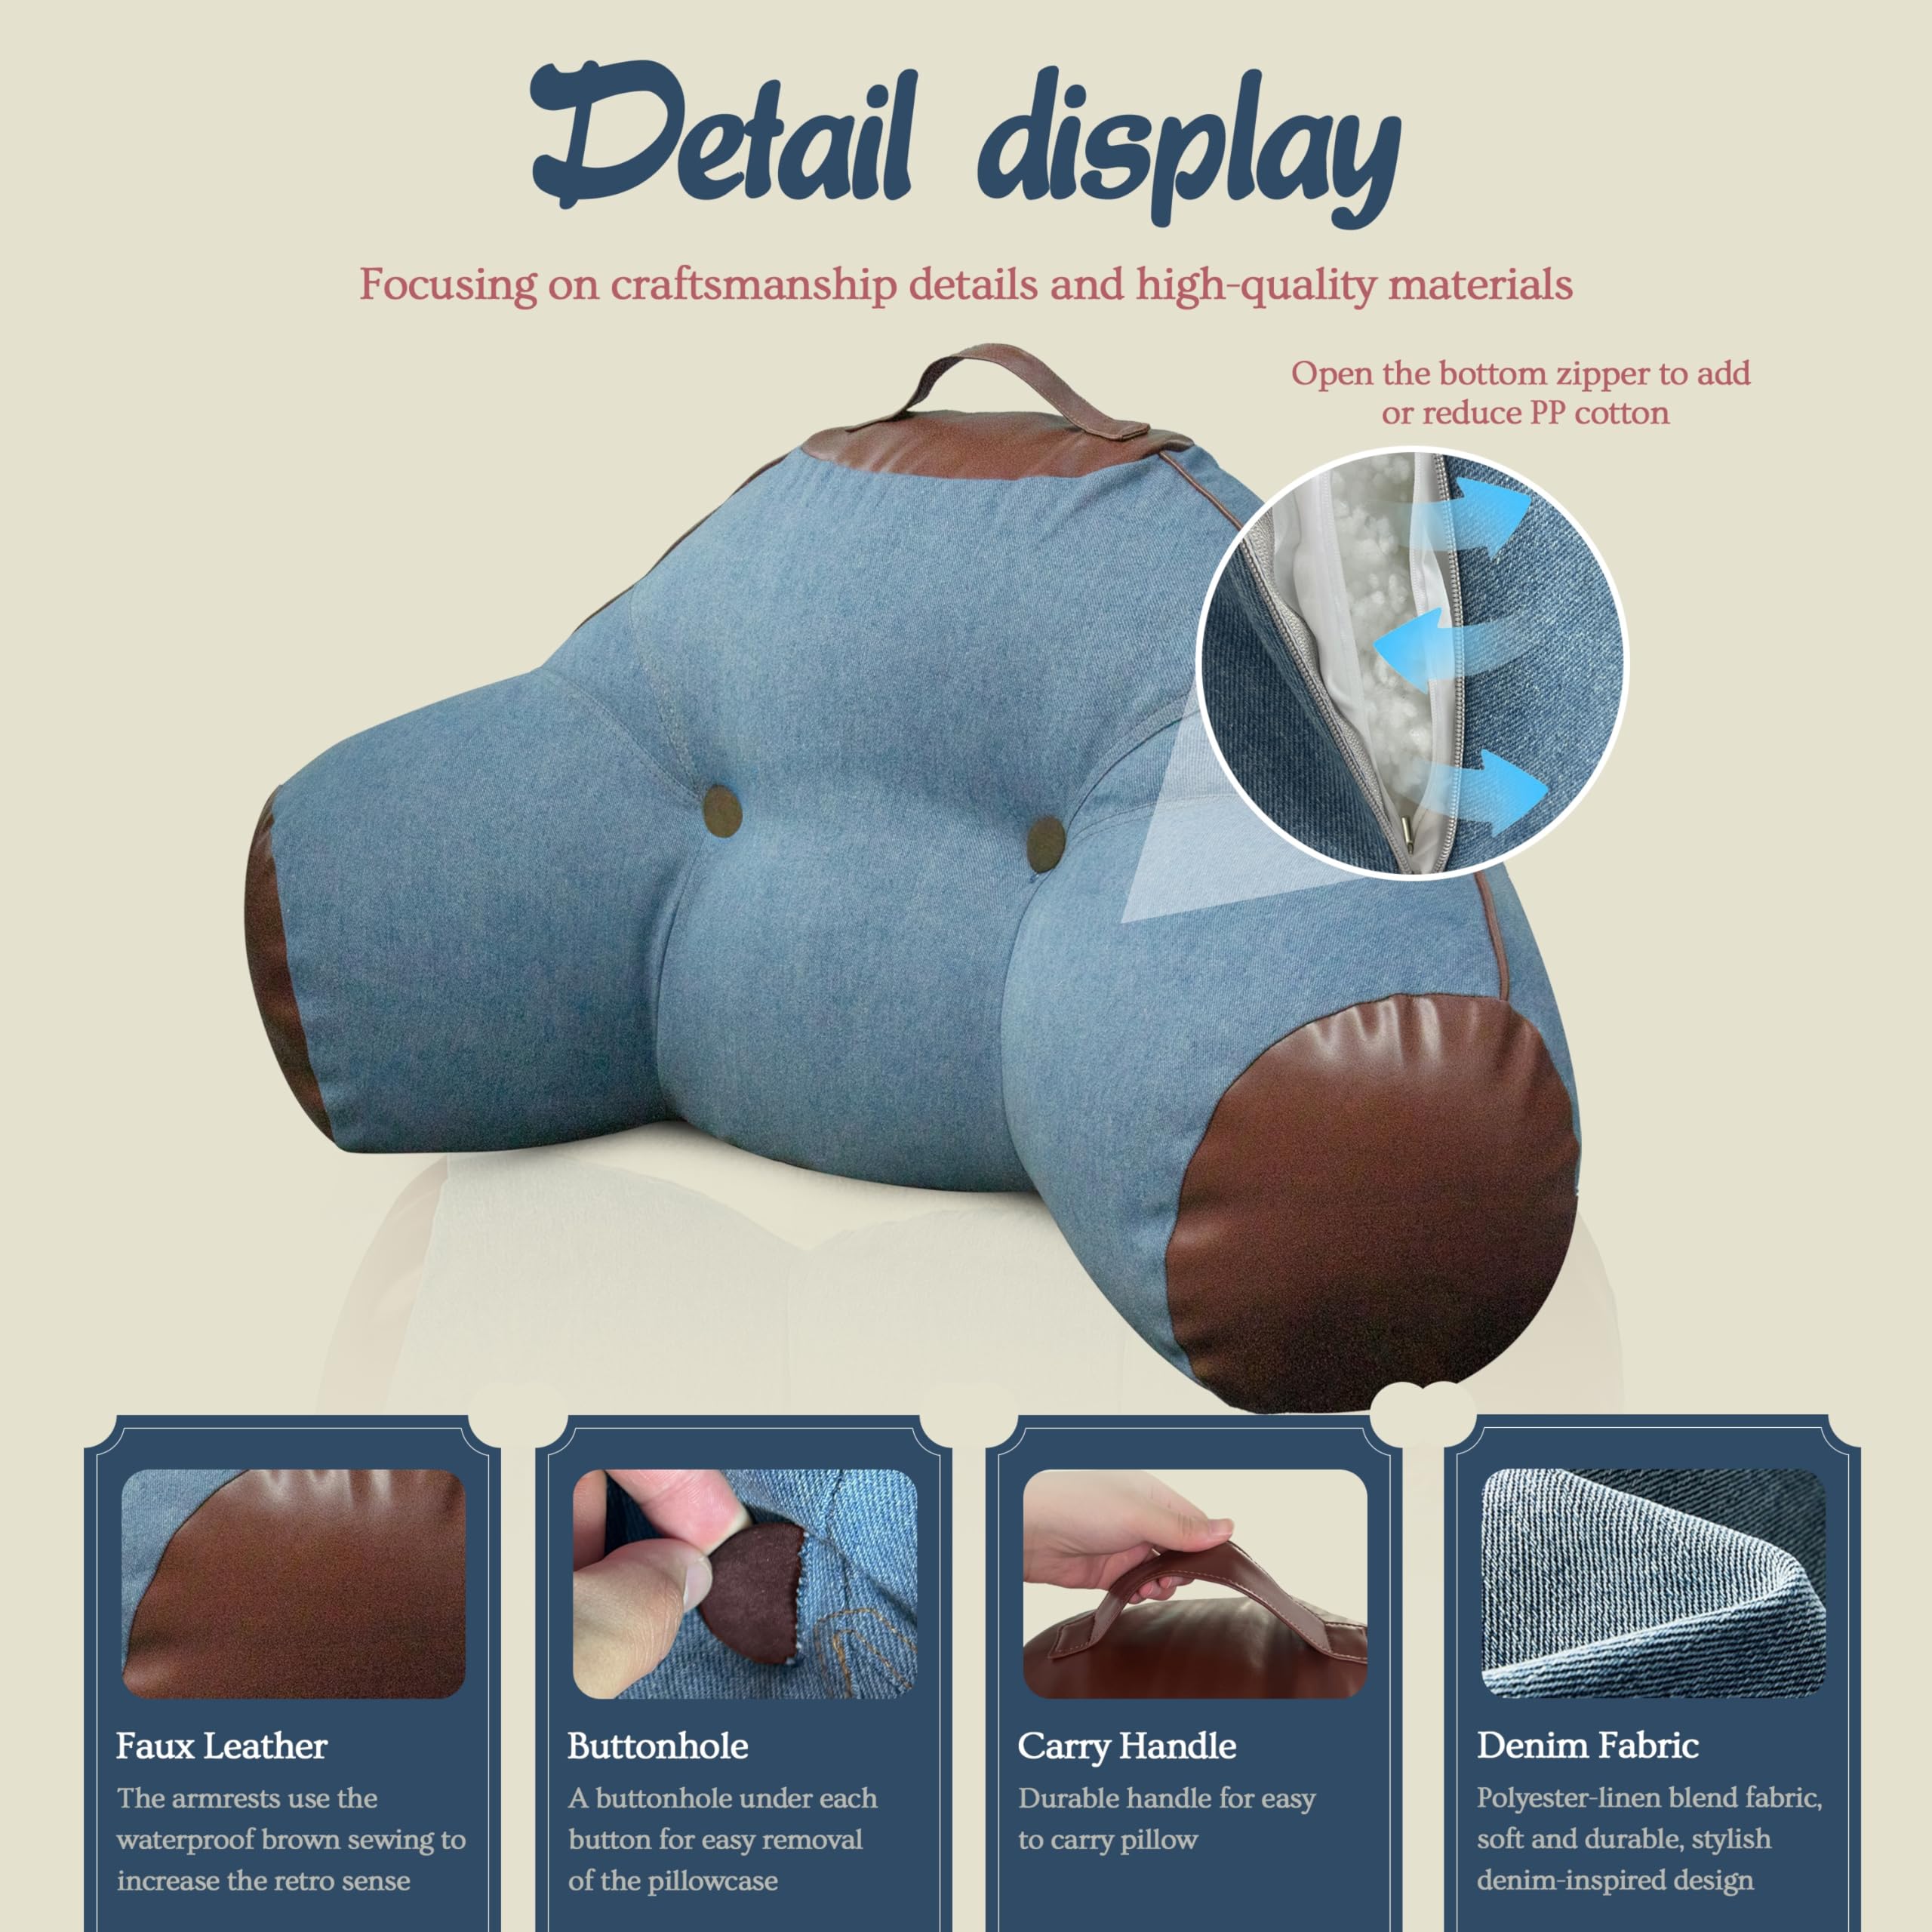 Detail display
Focusing on craftsmanship details and high-quality materials
Open the bottom zipper to add
or reduce PP cotton
Faux Leather
The armrests use the
waterproof brown sewing to
increase the retro sense
Buttonhole
A buttonhole under each
button for easy removal
of the pillowcase
Carry Handle
Durable handle for easy
to carry pillow
Denim Fabric
Polyester-linen blend fabric,
soft and durable, stylish
denim-inspired design